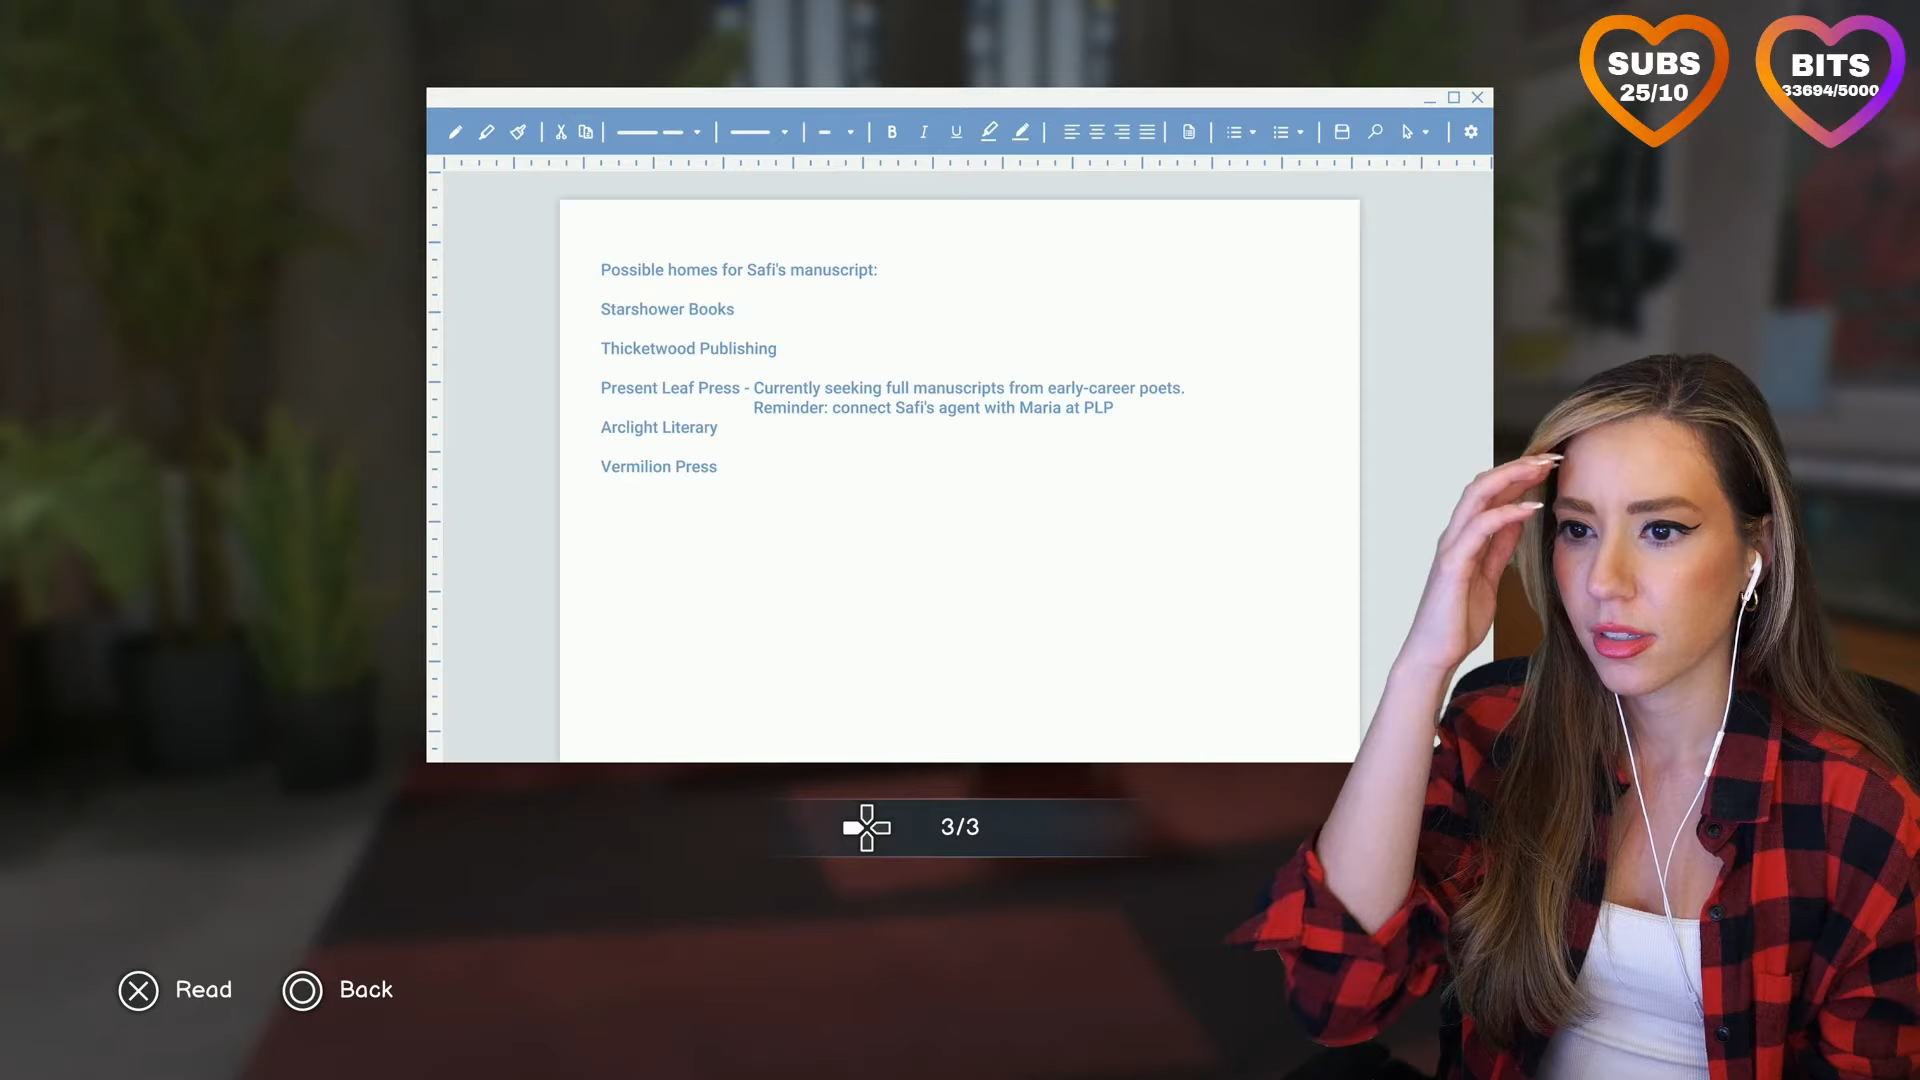 SUBS
25/10
BITS
33694/5000
Possible homes for Safi's manuscript:
Starshower Books
Thicketwood Publishing
Present Leaf Press - Currently seeking full manuscripts from early-career poets.
Reminder: connect Safi's agent with Maria at PLP
Arclight Literary
Vermilion Press
3/3
Read
Back